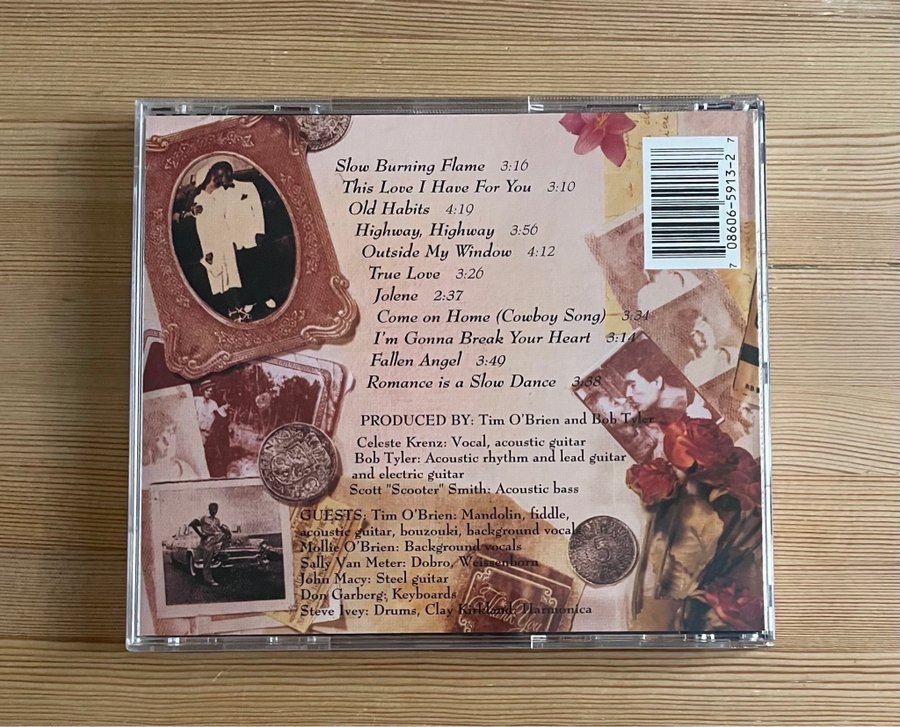 Slow Burning Flame 3:16
This Love I Have For You 3:10
Old Habits 4:19
Highway, Highway 3:56
Outside My Window 4:12
True Love 3:26
Jolene 2:37
Come on Home (Cowboy Song) 3:34
I'm Gonna Break Your Heart 3:14
Fallen Angel 3:49
Romance is a Slow Dance 3:38
PRODUCED BY: Tim O'Brien and Bob Tyler
Celeste Krenz: Vocal, acoustic guitar
Bob Tyler: Acoustic rhythm and lead guitar
and electric guitar
Scott "Scooter" Smith: Acoustic bass
GUESTS: Tim O'Brien: Mandolin, fiddle,
acoustic guitar, bouzouki, background vocals
Mollie O'Brien: Background vocals
Sally Van Meter: Dobro, Weissenborn
John Macy: Steel guitar
Don Garberg: Keyboards
Steve Ivey: Drums, Clay Kirkland: Harmonica
Thank You
7 08606-5913-2 7